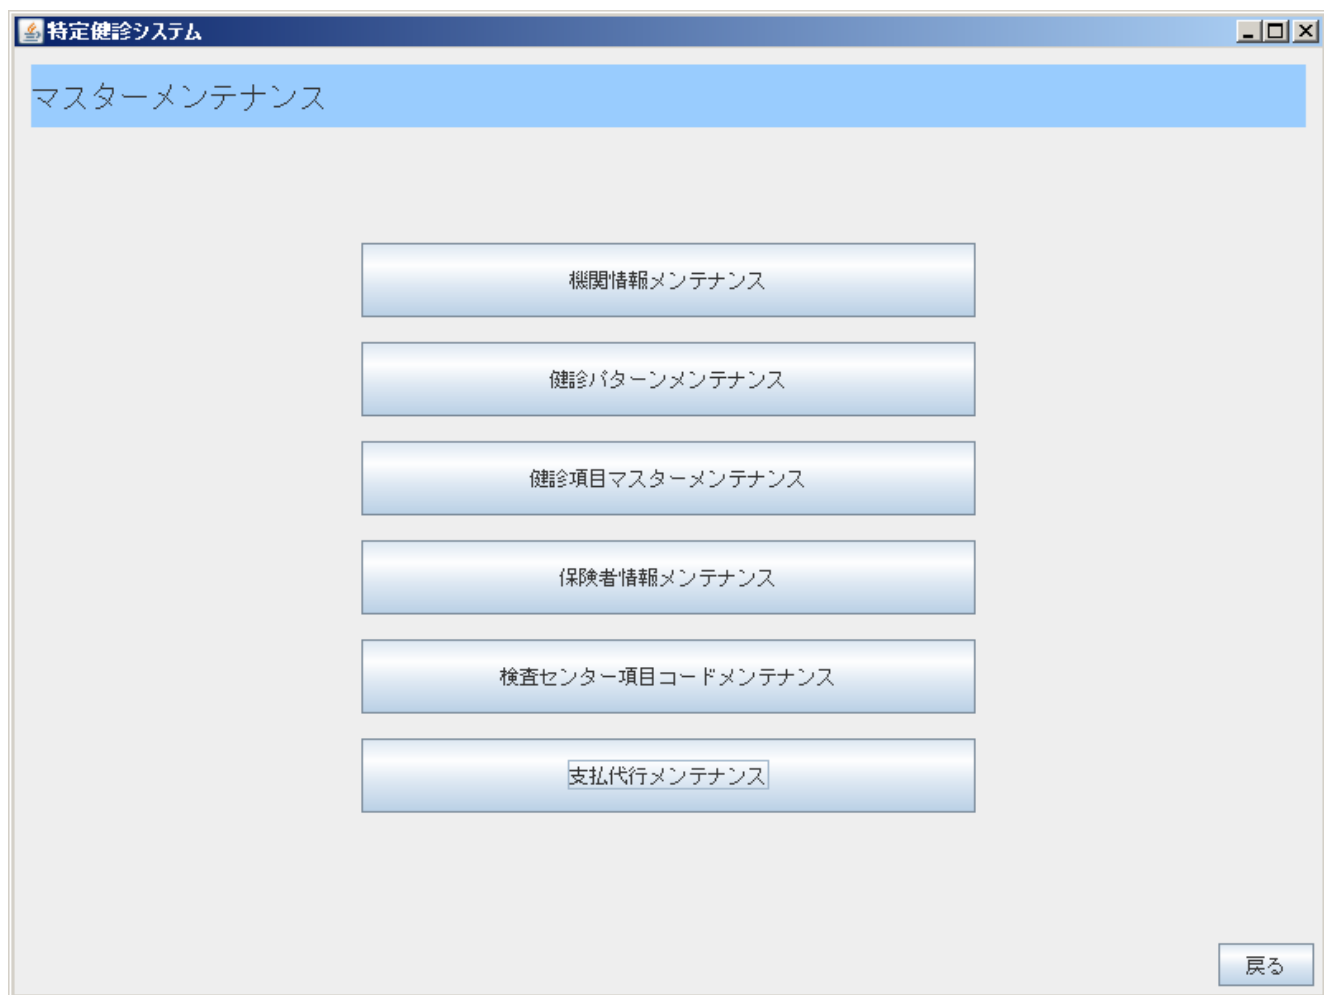 特定健診システム
マスターメンテナンス
機関情報メンテナンス
健診パターンメンテナンス
健診項目マスターメンテナンス
保険者情報メンテナンス
検査センター項目コードメンテナンス
支払代行メンテナンス
戻る